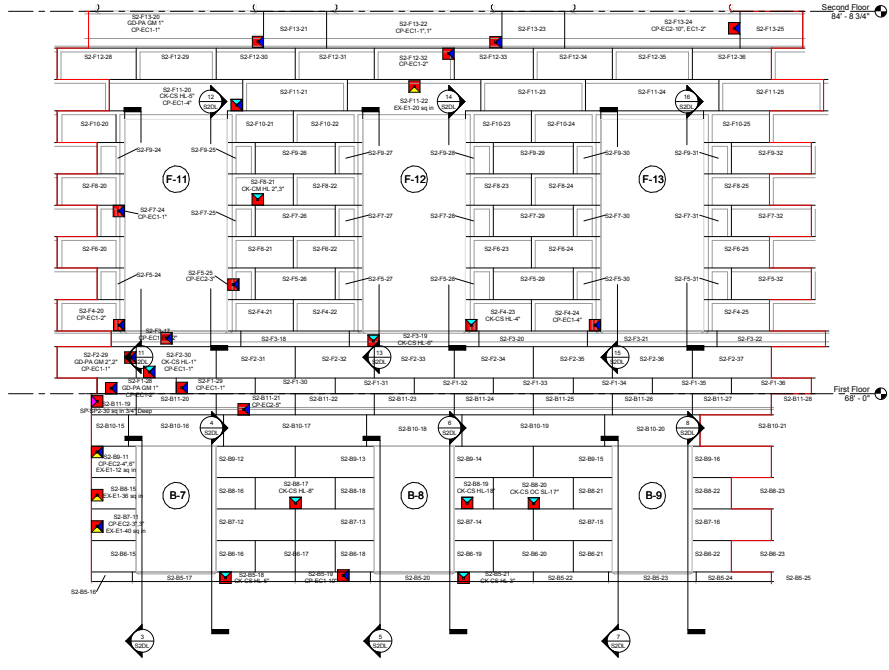 Second Floor
84' - 8 3/4"
S2-F13-20
GD-PA GM 1"
CP-EC1-1"
S2-F13-21
S2-F13-22
CP-EC1-1",1"
S2-F13-23
S2-F13-24
CP-EC2-10", EC1-2"
S2-F13-25
S2-F12-28
S2-F12-29
S2-F12-30
S2-F12-31
S2-F12-32
CP-EC1-2"
S2-F12-33
S2-F12-34
S2-F12-35
S2-F12-36
S2-F11-20
CK-CS HL-5"
CP-EC1-4"
12
S2DL
S2-F11-21
S2-F11-22
EX-E1-20 sq in
14
S2DL
S2-F11-23
S2-F11-24
16
S2DL
S2-F11-25
S2-F10-20
S2-F10-21
S2-F10-22
S2-F10-23
S2-F10-24
S2-F10-25
S2-F9-24
S2-F9-25
S2-F9-26
S2-F9-27
S2-F9-28
S2-F9-29
S2-F9-30
S2-F9-31
S2-F9-32
F-11
F-12
F-13
S2-F8-20
S2-F8-21
CK-CM HL 2",3"
S2-F8-22
S2-F8-23
S2-F8-24
S2-F8-25
S2-F7-24
CP-EC1-1"
S2-F7-25
S2-F7-26
S2-F7-27
S2-F7-28
S2-F7-29
S2-F7-30
S2-F7-31
S2-F7-32
S2-F6-20
S2-F6-21
S2-F6-22
S2-F6-23
S2-F6-24
S2-F6-25
S2-F5-24
S2-F5-25
CP-EC2-3"
S2-F5-26
S2-F5-27
S2-F5-28
S2-F5-29
S2-F5-30
S2-F5-31
S2-F5-32
S2-F4-20
CP-EC1-2"
S2-F4-21
S2-F4-22
S2-F4-23
CK-CS HL-4"
S2-F4-24
CP-EC1-4"
S2-F4-25
S2-F3-17
S2-F3-18
S2-F3-19
CK-CS HL-6"
S2-F3-20
S2-F3-21
S2-F3-22
S2-F2-29
GD-PA GM 2",2"
CP-EC1-1"
11
S2DL
S2-F2-30
CK-CS HL-1"
CP-EC1-1"
S2-F2-31
S2-F2-32
13
S2DL
S2-F2-33
S2-F2-34
S2-F2-35
15
S2DL
S2-F2-36
S2-F2-37
S2-F1-28
GD-PA GM 1"
CP-EC1-2"
S2-F1-29
CP-EC1-1"
S2-F1-30
S2-F1-31
S2-F1-32
S2-F1-33
S2-F1-34
S2-F1-35
S2-F1-36
First Floor
68' - 0"
S2-B11-19
SP-SP2-30 sq in 3/4" Deep
S2-B11-20
S2-B11-21
CP-EC2-5"
S2-B11-22
S2-B11-23
S2-B11-24
S2-B11-25
S2-B11-26
S2-B11-27
S2-B11-28
S2-B10-15
S2-B10-16
4
S2DL
S2-B10-17
S2-B10-18
6
S2DL
S2-B10-19
S2-B10-20
8
S2DL
S2-B10-21
S2-B9-11
CP-EC2-4",6"
EX-E1-12 sq in
S2-B9-12
S2-B9-13
S2-B9-14
S2-B9-15
S2-B9-16
S2-B8-15
EX-E1-36 sq in
B-7
S2-B8-16
S2-B8-17
CK-CS HL-8"
S2-B8-18
B-8
S2-B8-19
CK-CS HL-18"
S2-B8-20
CK-CS OC SL-17"
S2-B8-21
B-9
S2-B8-22
S2-B8-23
S2-B7-11
CP-EC2-3",3"
EX-E1-40 sq in
S2-B7-12
S2-B7-13
S2-B7-14
S2-B7-15
S2-B7-16
S2-B6-15
S2-B6-16
S2-B6-17
S2-B6-18
S2-B6-19
S2-B6-20
S2-B6-21
S2-B6-22
S2-B6-23
S2-B5-16
S2-B5-17
S2-B5-18
CK-CS HL-6"
S2-B5-19
CP-EC1-10"
S2-B5-20
S2-B5-21
CK-CS HL-3"
S2-B5-22
S2-B5-23
S2-B5-24
S2-B5-25
3
S2DL
5
S2DL
7
S2DL